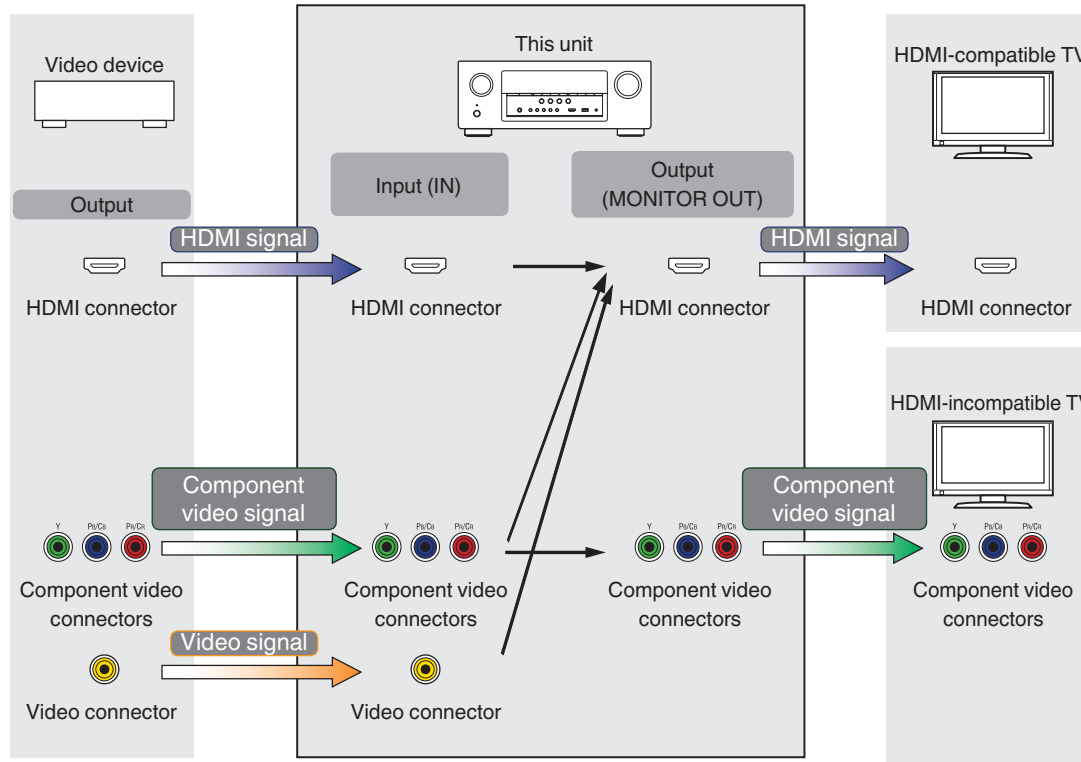 Video device
This unit
HDMI-compatible TV
Output
Input (IN)
Output
(MONITOR OUT)
HDMI signal
HDMI signal
HDMI connector
HDMI connector
HDMI connector
HDMI connector
HDMI-incompatible TV
Component
video signal
Component
video signal
Y PB/CB PR/CR
Y PB/CB PR/CR
Y PB/CB PR/CR
Y PB/CB PR/CR
Component video
connectors
Component video
connectors
Component video
connectors
Component video
connectors
Video signal
Video connector
Video connector